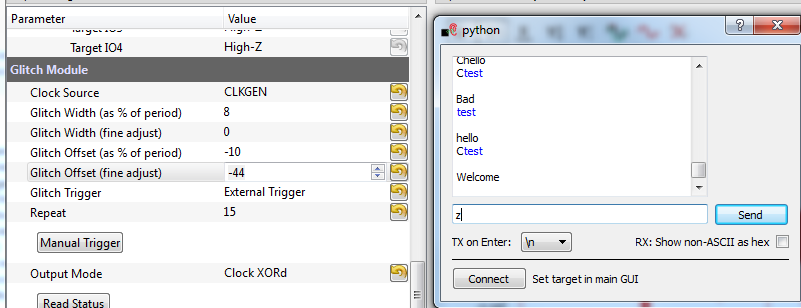 Parameter Value
Target IO4 High-Z
Glitch Module
Clock Source CLKGEN
Glitch Width (as % of period) 8
Glitch Width (fine adjust) 0
Glitch Offset (as % of period) -10
Glitch Offset (fine adjust) -44
Glitch Trigger External Trigger
Repeat 15
Manual Trigger
Output Mode Clock XORd
Read Status
python
Chello
Ctest
Bad
test
hello
Ctest
Welcome
z
Send
TX on Enter: \n RX: Show non-ASCII as hex
Connect Set target in main GUI